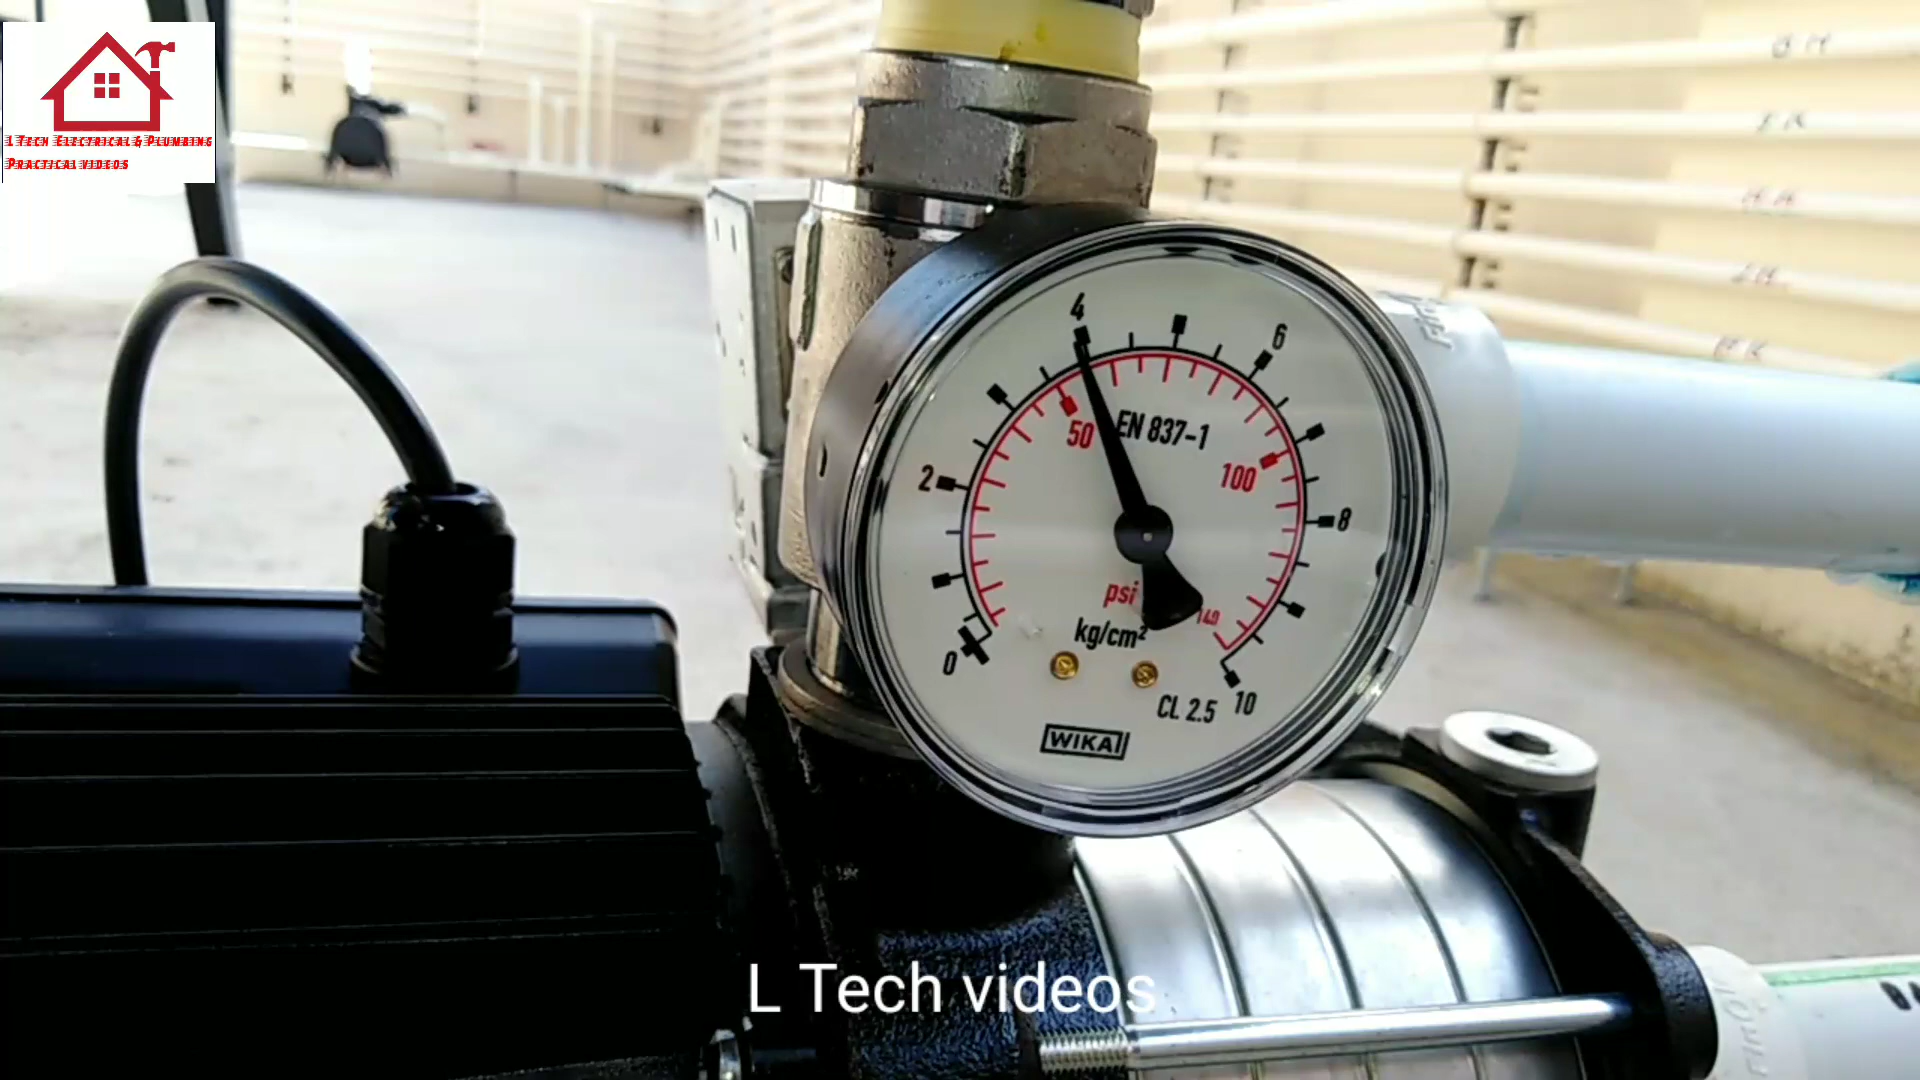 L Tech Electrical & Plumbing
Practical videos
4
6
50
EN 837-1
2
100
8
psi
140
kg/cm²
0
CL 2.5
10
WIKAI
L Tech videos